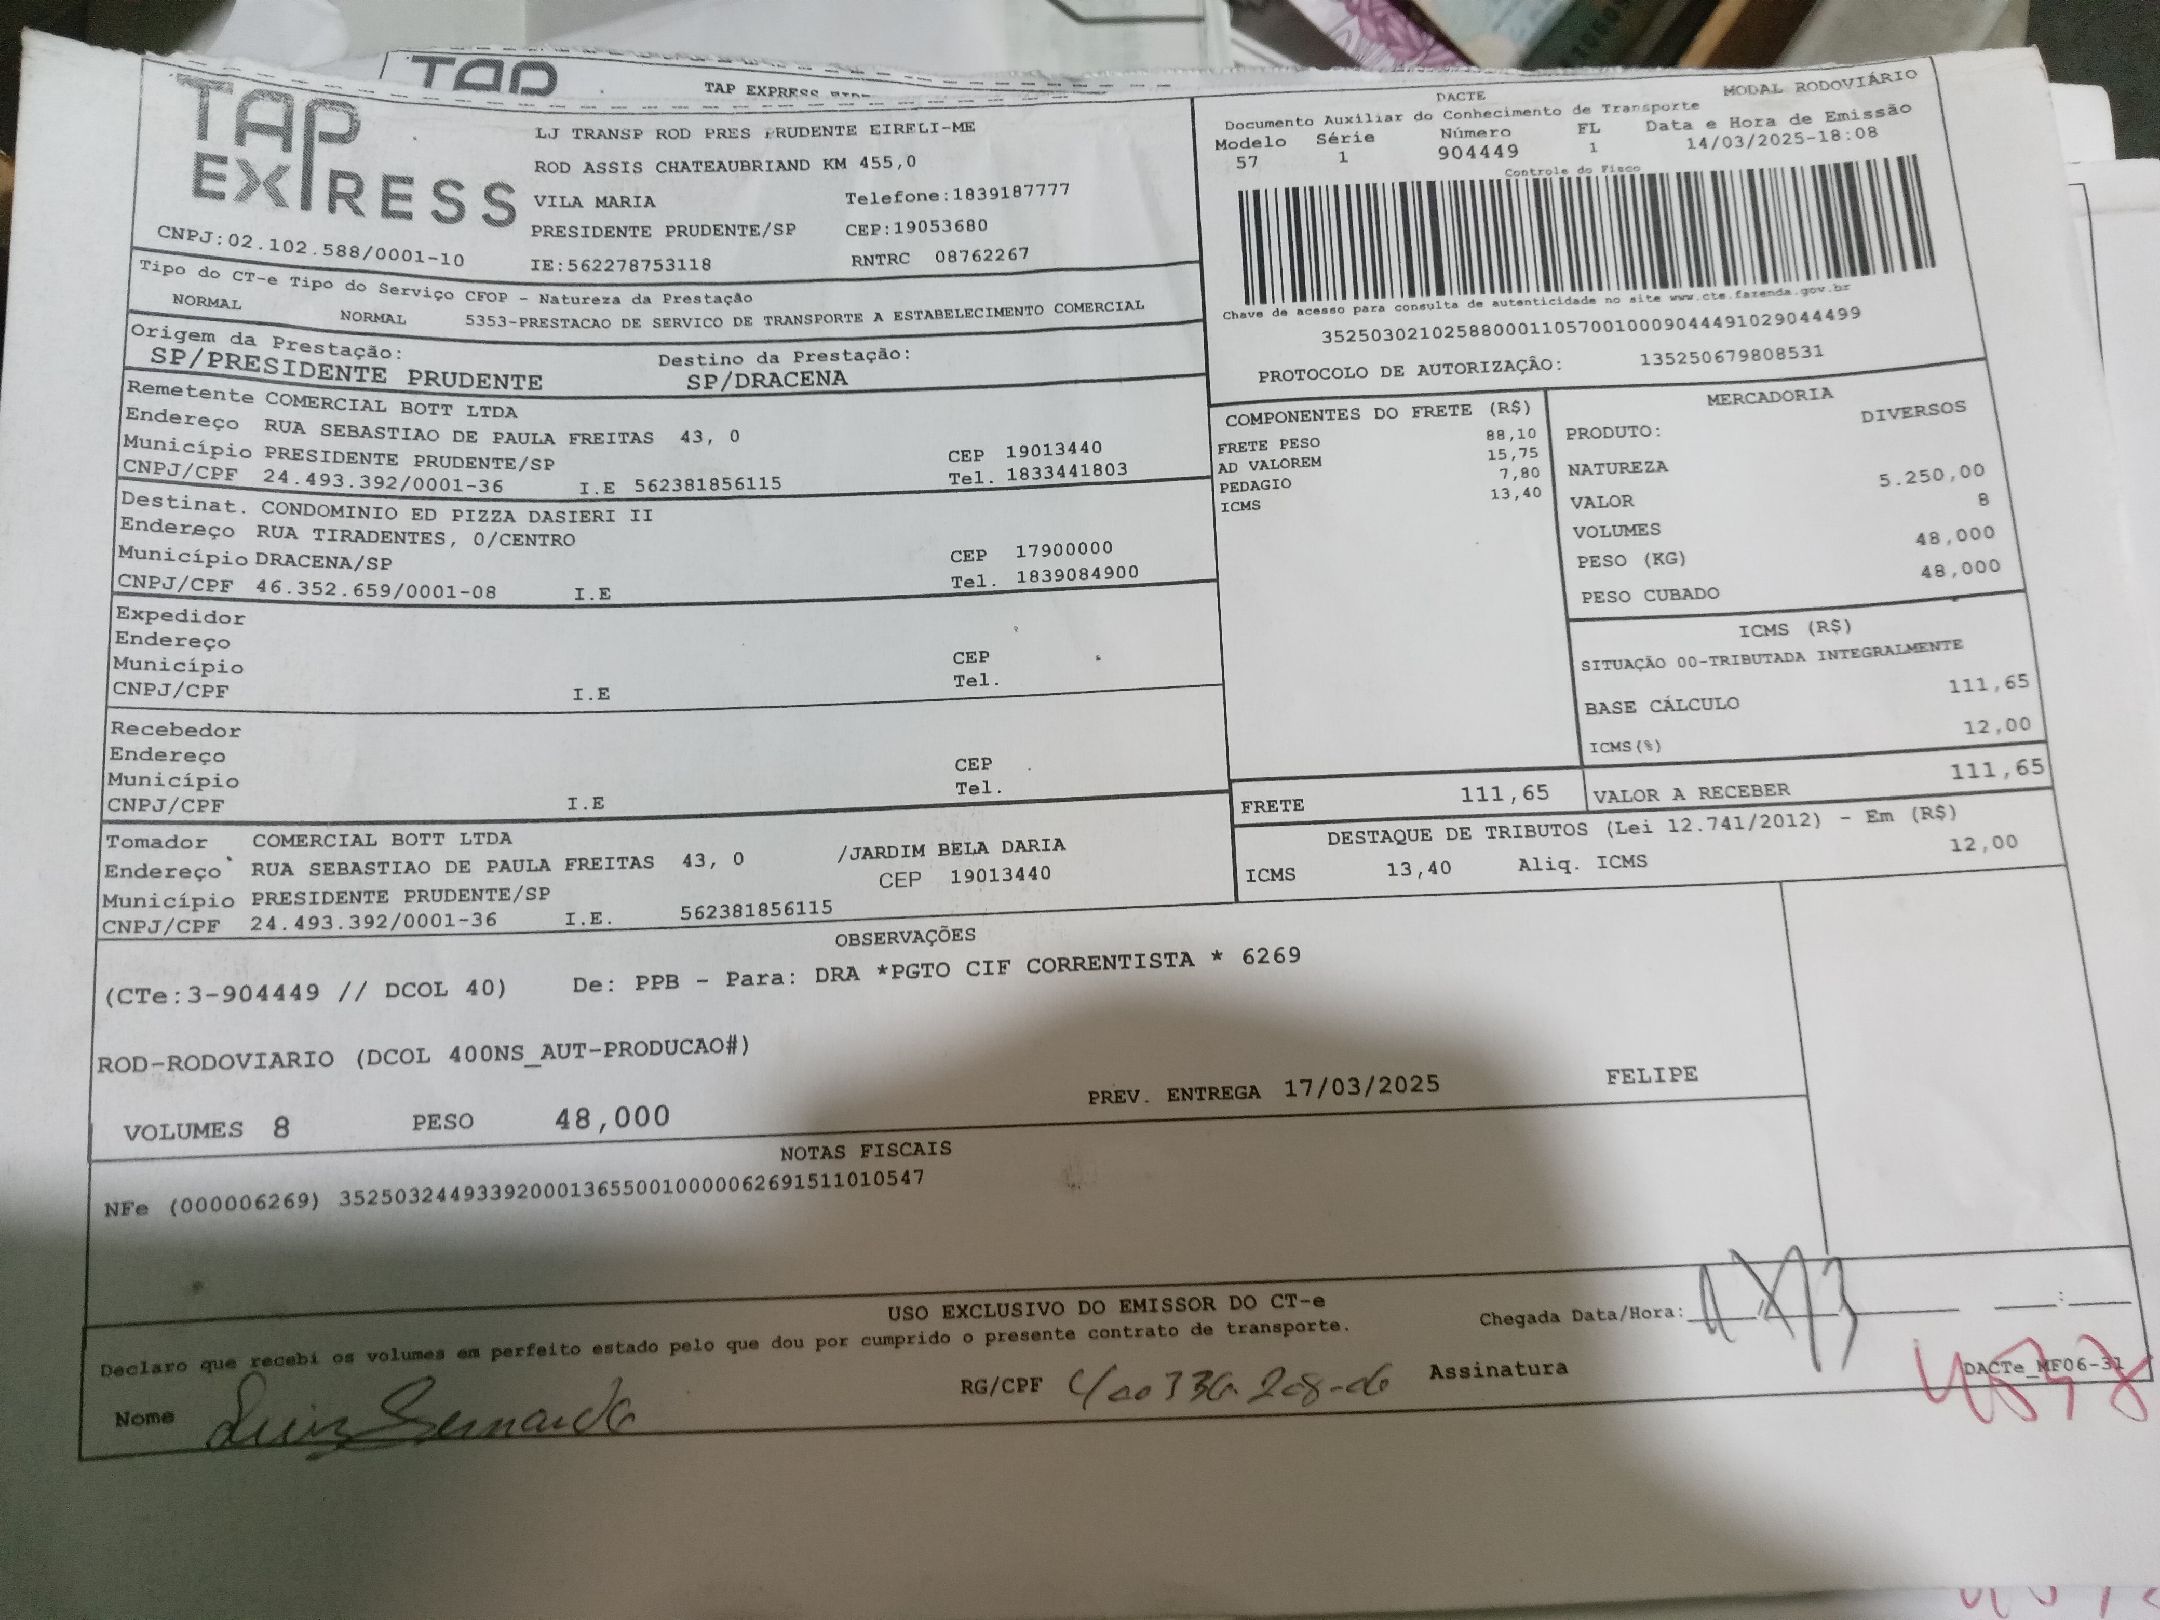 TAP
TAP EXPRESS
TAP
EXPRESS
CNPJ:02.102.588/0001-10
LJ TRANSP ROD PRES PRUDENTE EIRELI-ME
ROD ASSIS CHATEAUBRIAND KM 455,0
VILA MARIA Telefone:1839187777
PRESIDENTE PRUDENTE/SP CEP:19053680
IE:562278753118 RNTRC 08762267
DACTE MODAL RODOVIÁRIO
Documento Auxiliar do Conhecimento de Transporte
Modelo Série Número FL Data e Hora de Emissão
57 1 904449 1 14/03/2025-18:08
Controle do Fisco
Chave de acesso para consulta de autenticidade no site www.cte.fazenda.gov.br
35250302102588000110570010009044491029044499
PROTOCOLO DE AUTORIZAÇÂO: 135250679808531
Tipo do CT-e Tipo do Serviço CFOP - Natureza da Prestação
NORMAL NORMAL 5353-PRESTACAO DE SERVICO DE TRANSPORTE A ESTABELECIMENTO COMERCIAL
Origem da Prestação: Destino da Prestação:
SP/PRESIDENTE PRUDENTE SP/DRACENA
Remetente COMERCIAL BOTT LTDA
Endereço RUA SEBASTIAO DE PAULA FREITAS 43, 0
Município PRESIDENTE PRUDENTE/SP CEP 19013440
CNPJ/CPF 24.493.392/0001-36 I.E 562381856115 Tel. 1833441803
Destinat. CONDOMINIO ED PIZZA DASIERI II
Endereço RUA TIRADENTES, 0/CENTRO
Município DRACENA/SP CEP 17900000
CNPJ/CPF 46.352.659/0001-08 I.E Tel. 1839084900
Expedidor
Endereço
Município CEP
CNPJ/CPF I.E Tel.
Recebedor
Endereço
Município CEP
CNPJ/CPF I.E Tel.
Tomador COMERCIAL BOTT LTDA
Endereço RUA SEBASTIAO DE PAULA FREITAS 43, 0 /JARDIM BELA DARIA
Município PRESIDENTE PRUDENTE/SP CEP 19013440
CNPJ/CPF 24.493.392/0001-36 I.E. 562381856115
COMPONENTES DO FRETE (R$)
FRETE PESO 88,10
AD VALOREM 15,75
PEDAGIO 7,80
ICMS 13,40
MERCADORIA
PRODUTO: DIVERSOS
NATUREZA
VALOR 5.250,00
VOLUMES 8
PESO (KG) 48,000
PESO CUBADO 48,000
ICMS (R$)
SITUAÇÃO 00-TRIBUTADA INTEGRALMENTE
BASE CÁLCULO 111,65
ICMS(%) 12,00
FRETE 111,65 VALOR A RECEBER 111,65
DESTAQUE DE TRIBUTOS (Lei 12.741/2012) - Em (R$)
ICMS 13,40 Aliq. ICMS 12,00
OBSERVAÇÕES
(CTe:3-904449 // DCOL 40) De: PPB - Para: DRA *PGTO CIF CORRENTISTA * 6269
ROD-RODOVIARIO (DCOL 400NS_AUT-PRODUCAO#)
VOLUMES 8 PESO 48,000 PREV. ENTREGA 17/03/2025 FELIPE
NOTAS FISCAIS
NFe (000006269) 35250324493392000136550010000062691511010547
USO EXCLUSIVO DO EMISSOR DO CT-e
Declaro que recebi os volumes em perfeito estado pelo que dou por cumprido o presente contrato de transporte.
Chegada Data/Hora:
Nome Luiz Bernardo RG/CPF Assinatura
DACTe_MF06-31